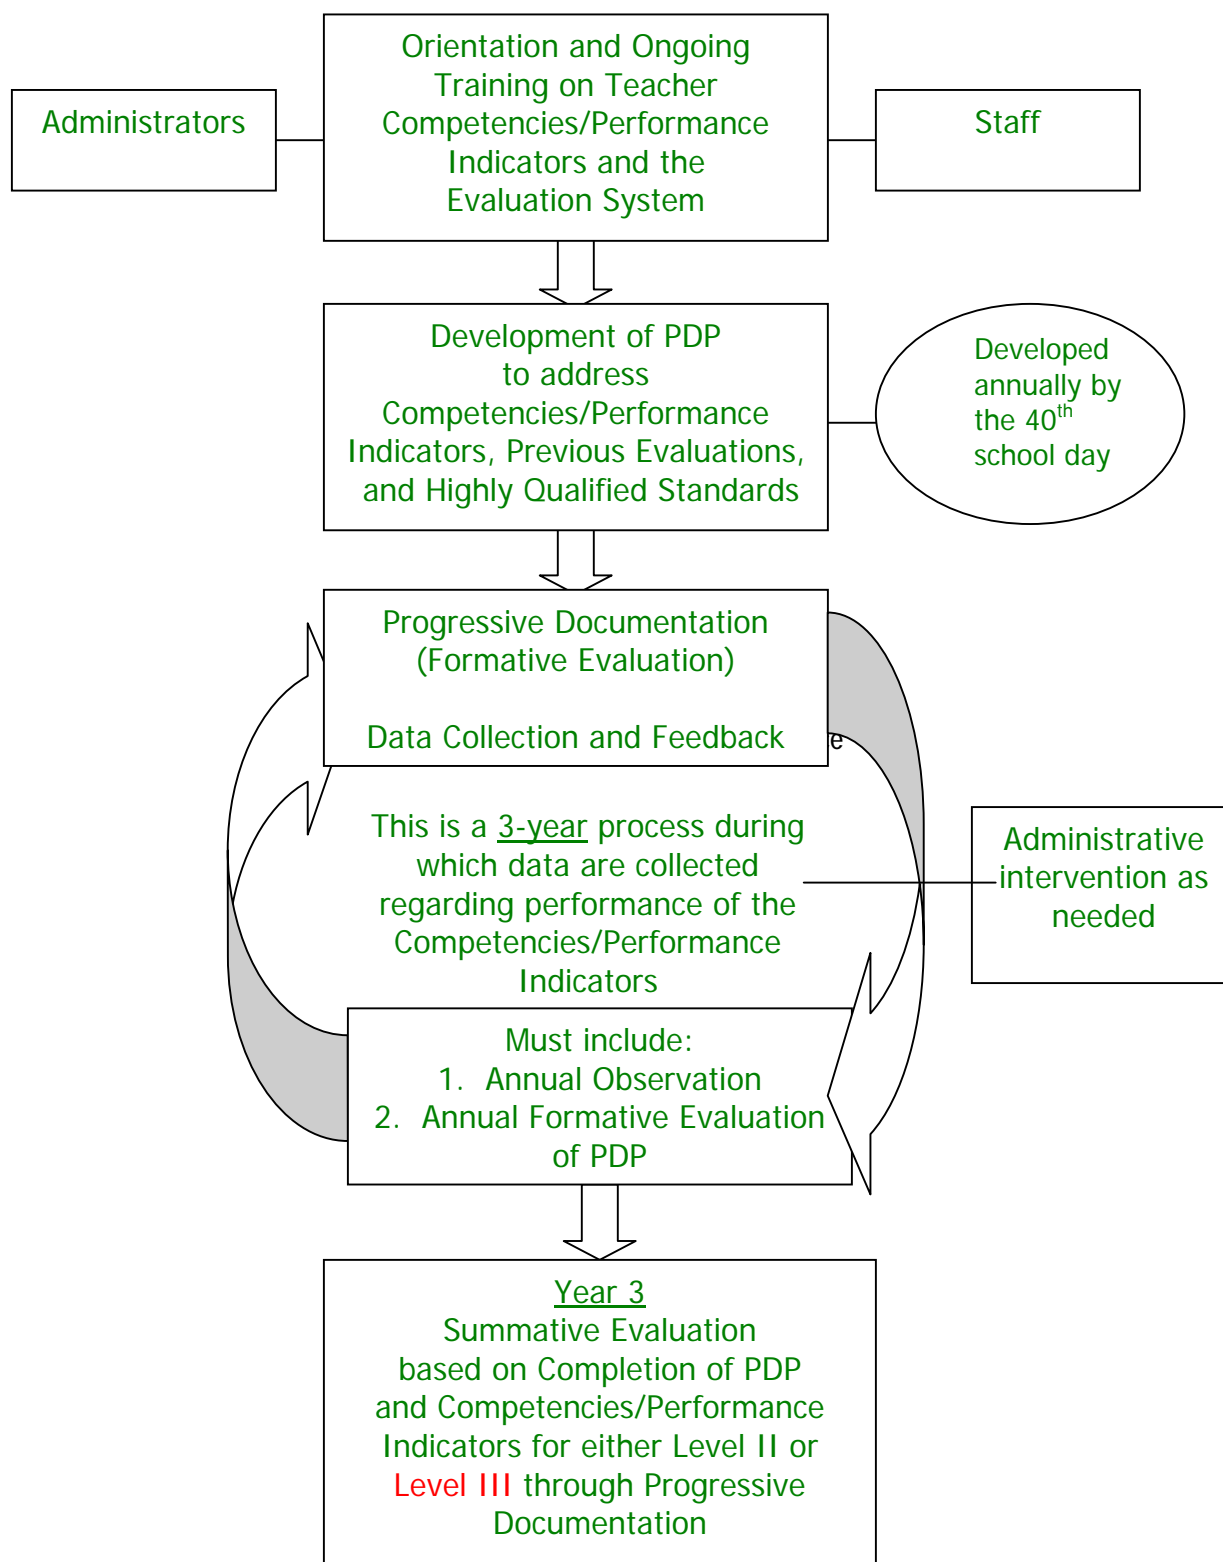 Orientation and Ongoing
Training on Teacher
Competencies/Performance
Indicators and the
Evaluation System
Administrators
Staff
Development of PDP
to address
Competencies/Performance
Indicators, Previous Evaluations,
and Highly Qualified Standards
Developed
annually by
the 40th
school day
Progressive Documentation
(Formative Evaluation)
Data Collection and Feedback
e
This is a 3-year process during
which data are collected
regarding performance of the
Competencies/Performance
Indicators
Administrative
intervention as
needed
Must include:
1. Annual Observation
2. Annual Formative Evaluation
of PDP
Year 3
Summative Evaluation
based on Completion of PDP
and Competencies/Performance
Indicators for either Level II or
Level III through Progressive
Documentation